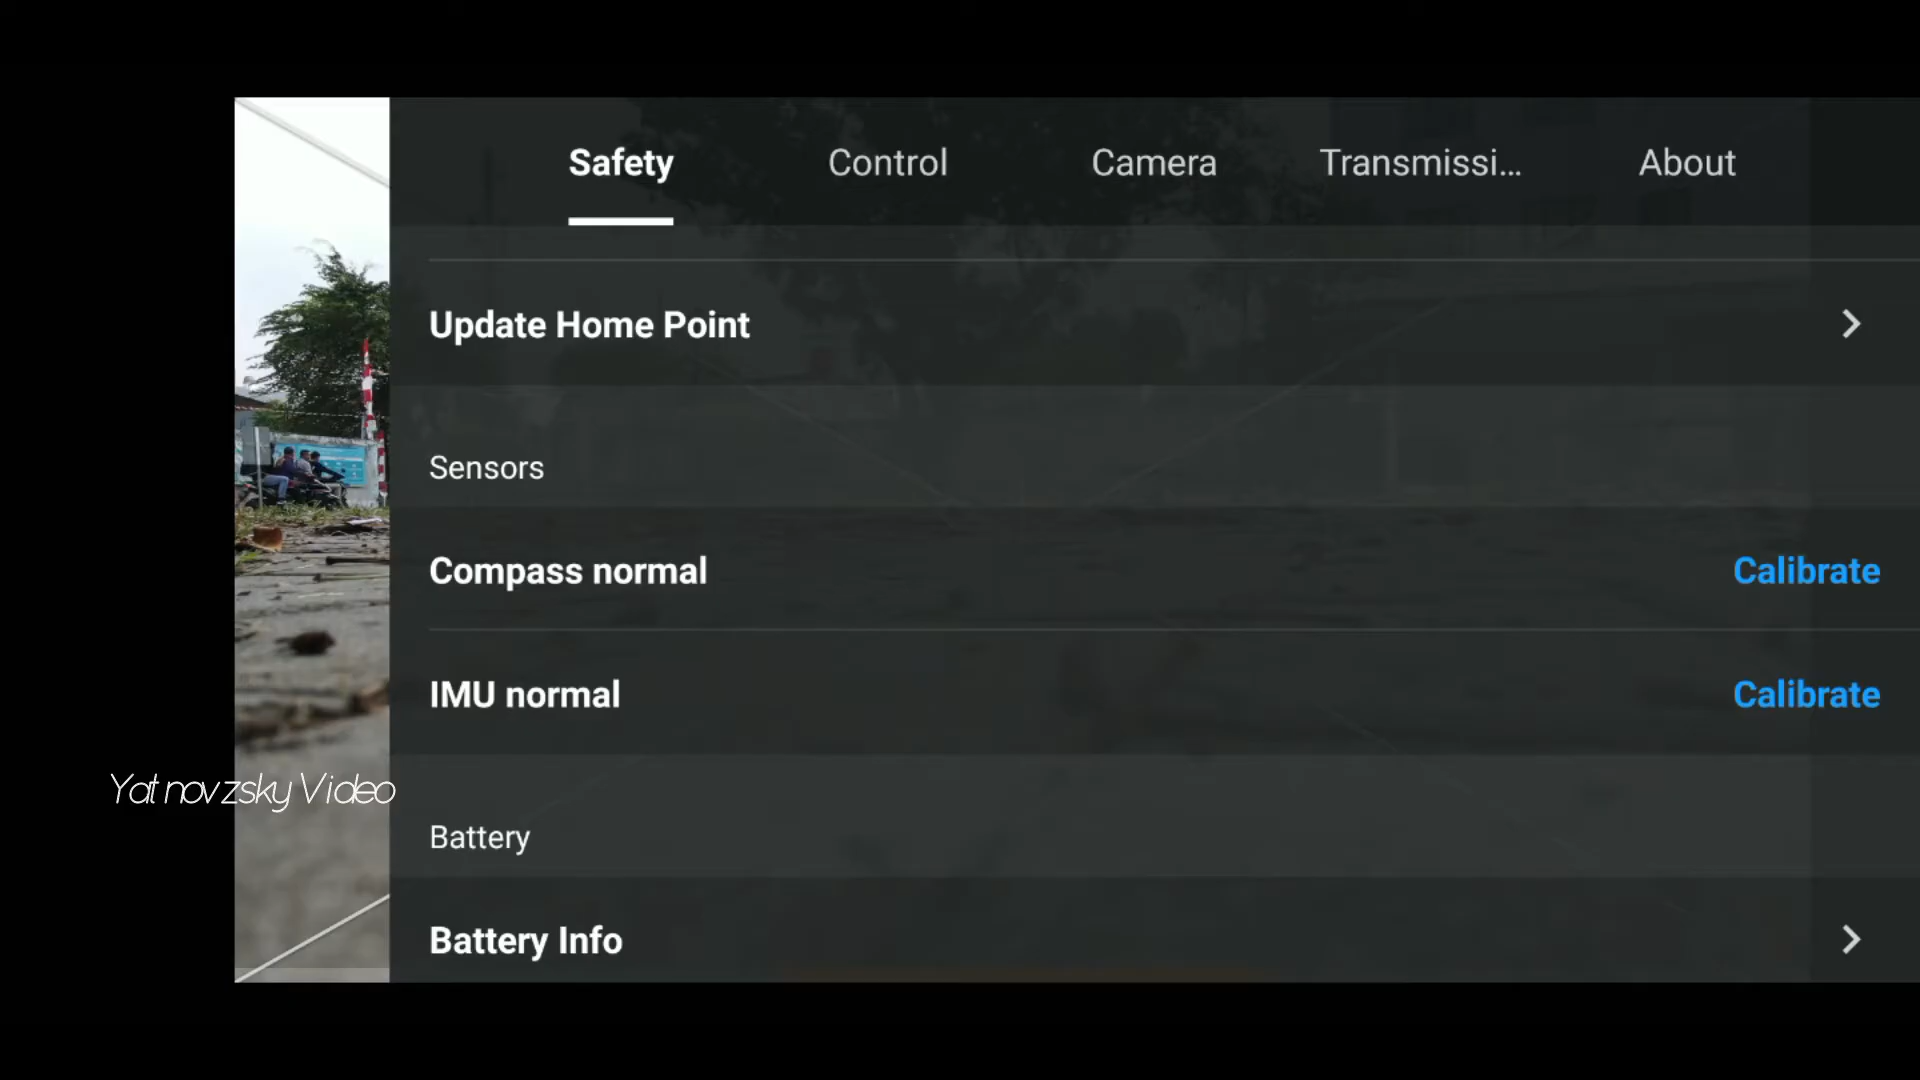 Safety Control Camera Transmissi... About
Update Home Point
Sensors
Compass normal Calibrate
IMU normal Calibrate
Yat novzsky Video
Battery
Battery Info